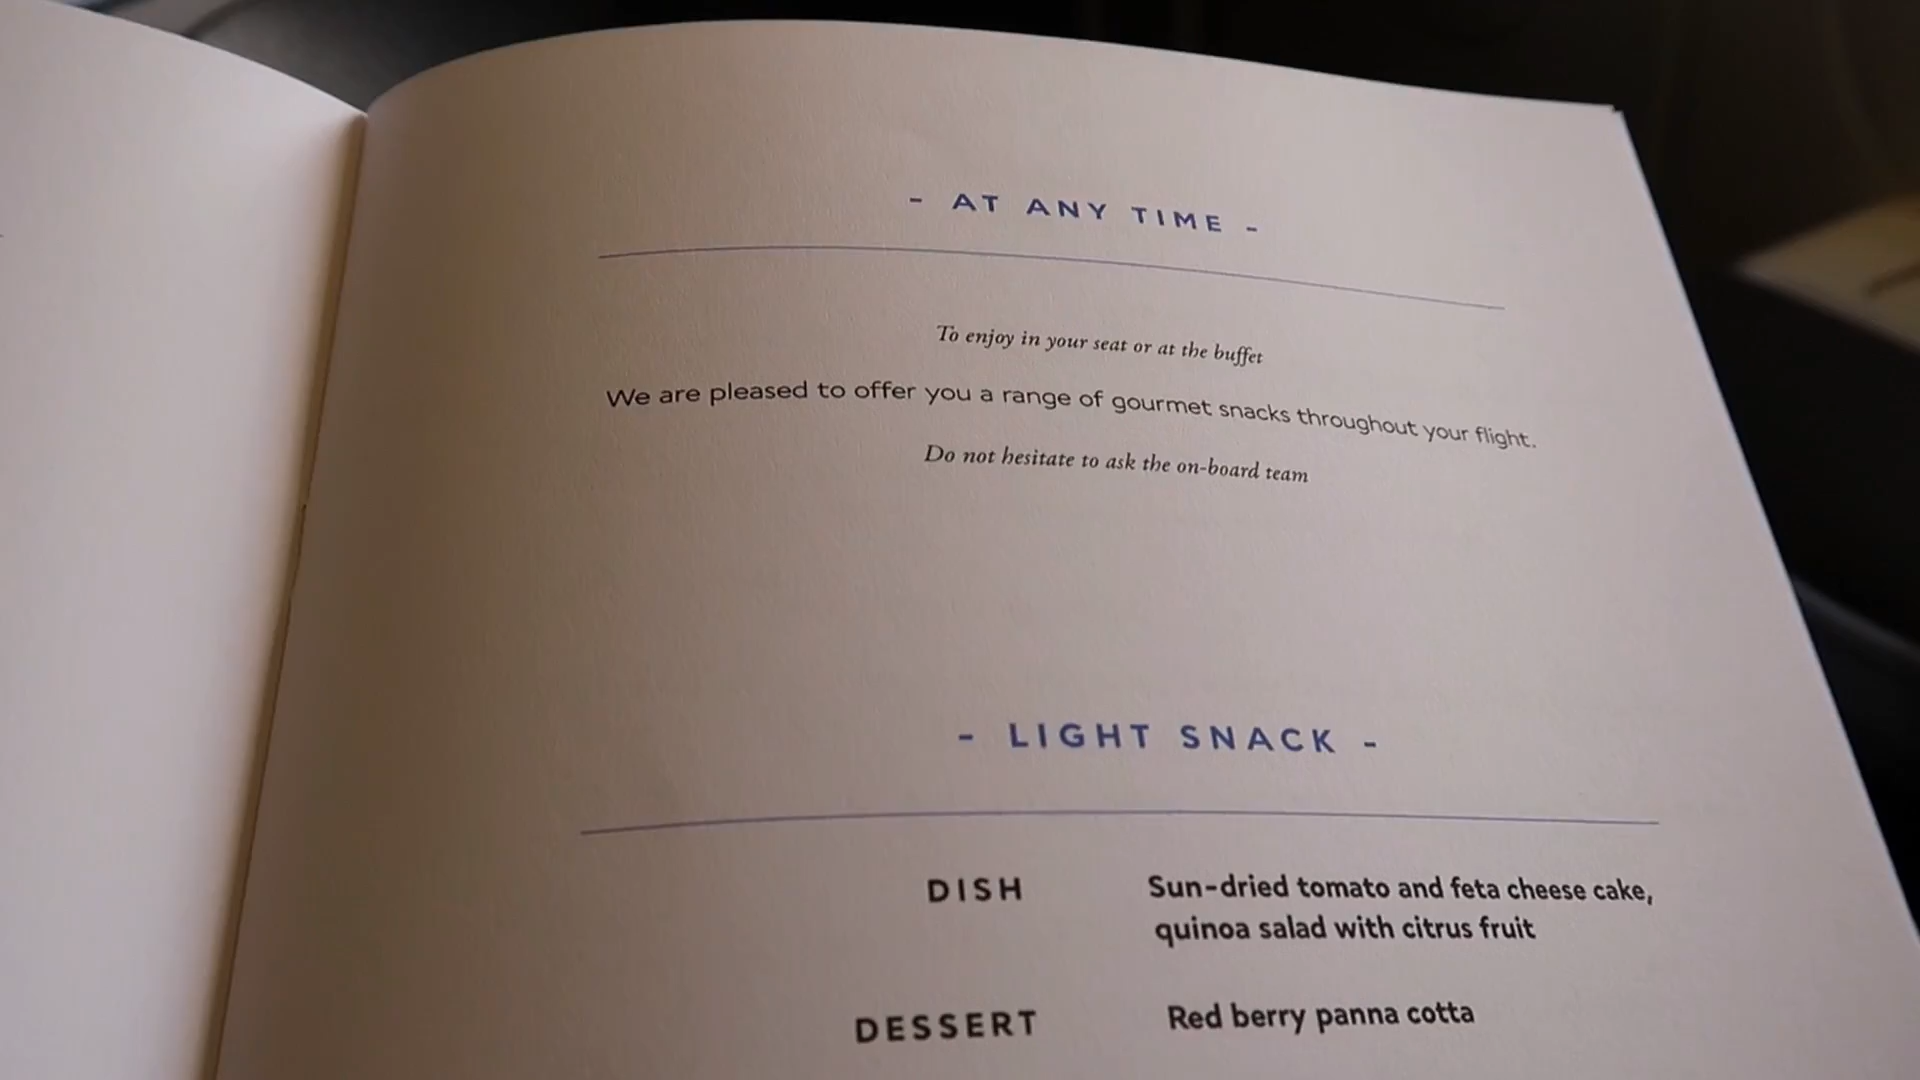 - AT ANY TIME -
To enjoy in your seat or at the buffet
We are pleased to offer you a range of gourmet snacks throughout your flight.
Do not hesitate to ask the on-board team
- LIGHT SNACK -
DISH Sun-dried tomato and feta cheese cake,
quinoa salad with citrus fruit
DESSERT Red berry panna cotta